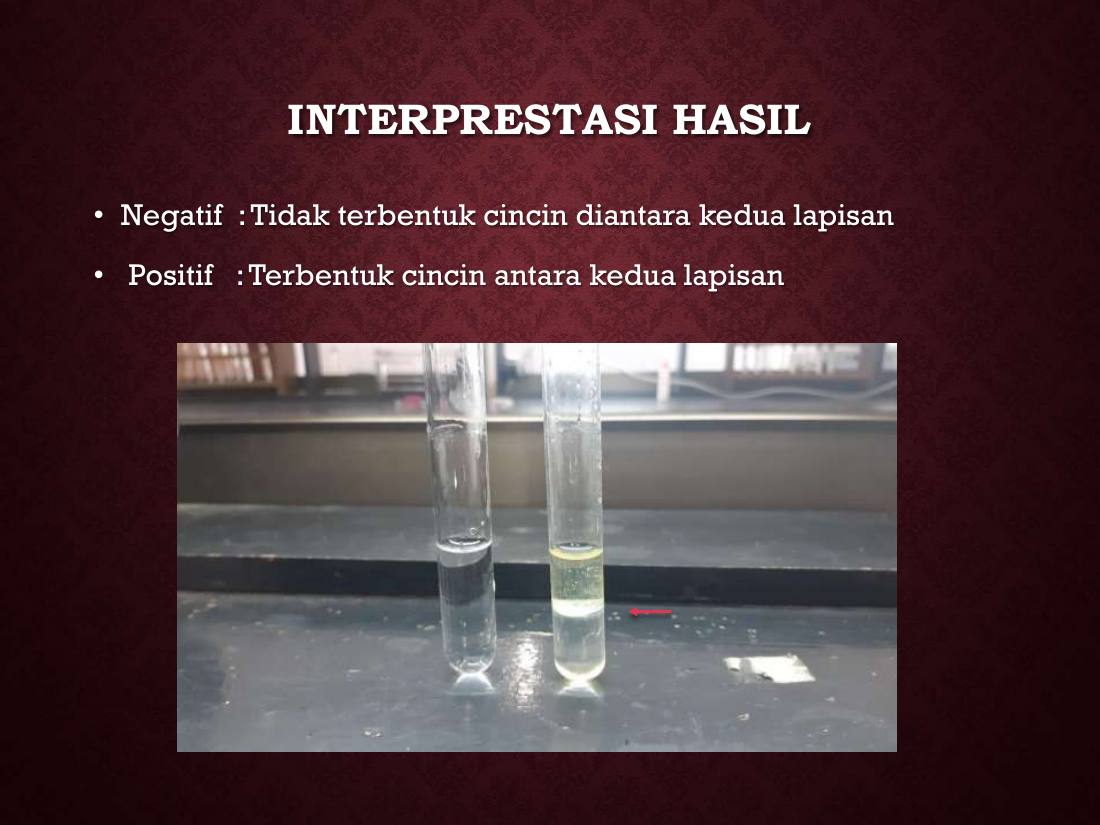 INTERPRESTASI HASIL
• Negatif : Tidak terbentuk cincin diantara kedua lapisan
• Positif : Terbentuk cincin antara kedua lapisan